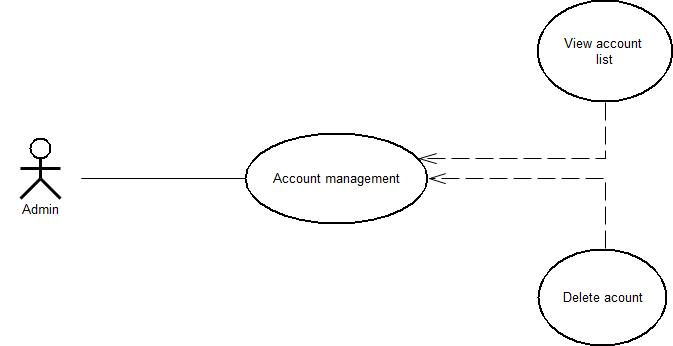 View account
list
Account management
Admin
Delete acount